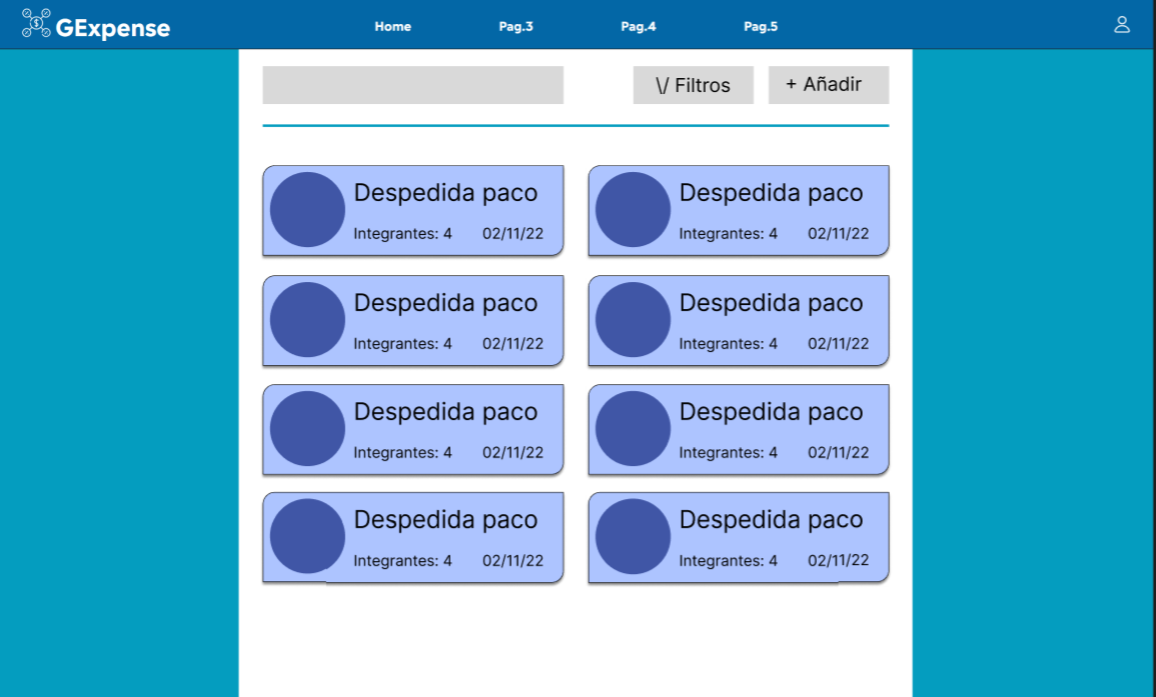 GExpense Home Pag.3 Pag.4 Pag.5
\/ Filtros + Añadir
Despedida paco
Integrantes: 4 02/11/22
Despedida paco
Integrantes: 4 02/11/22
Despedida paco
Integrantes: 4 02/11/22
Despedida paco
Integrantes: 4 02/11/22
Despedida paco
Integrantes: 4 02/11/22
Despedida paco
Integrantes: 4 02/11/22
Despedida paco
Integrantes: 4 02/11/22
Despedida paco
Integrantes: 4 02/11/22